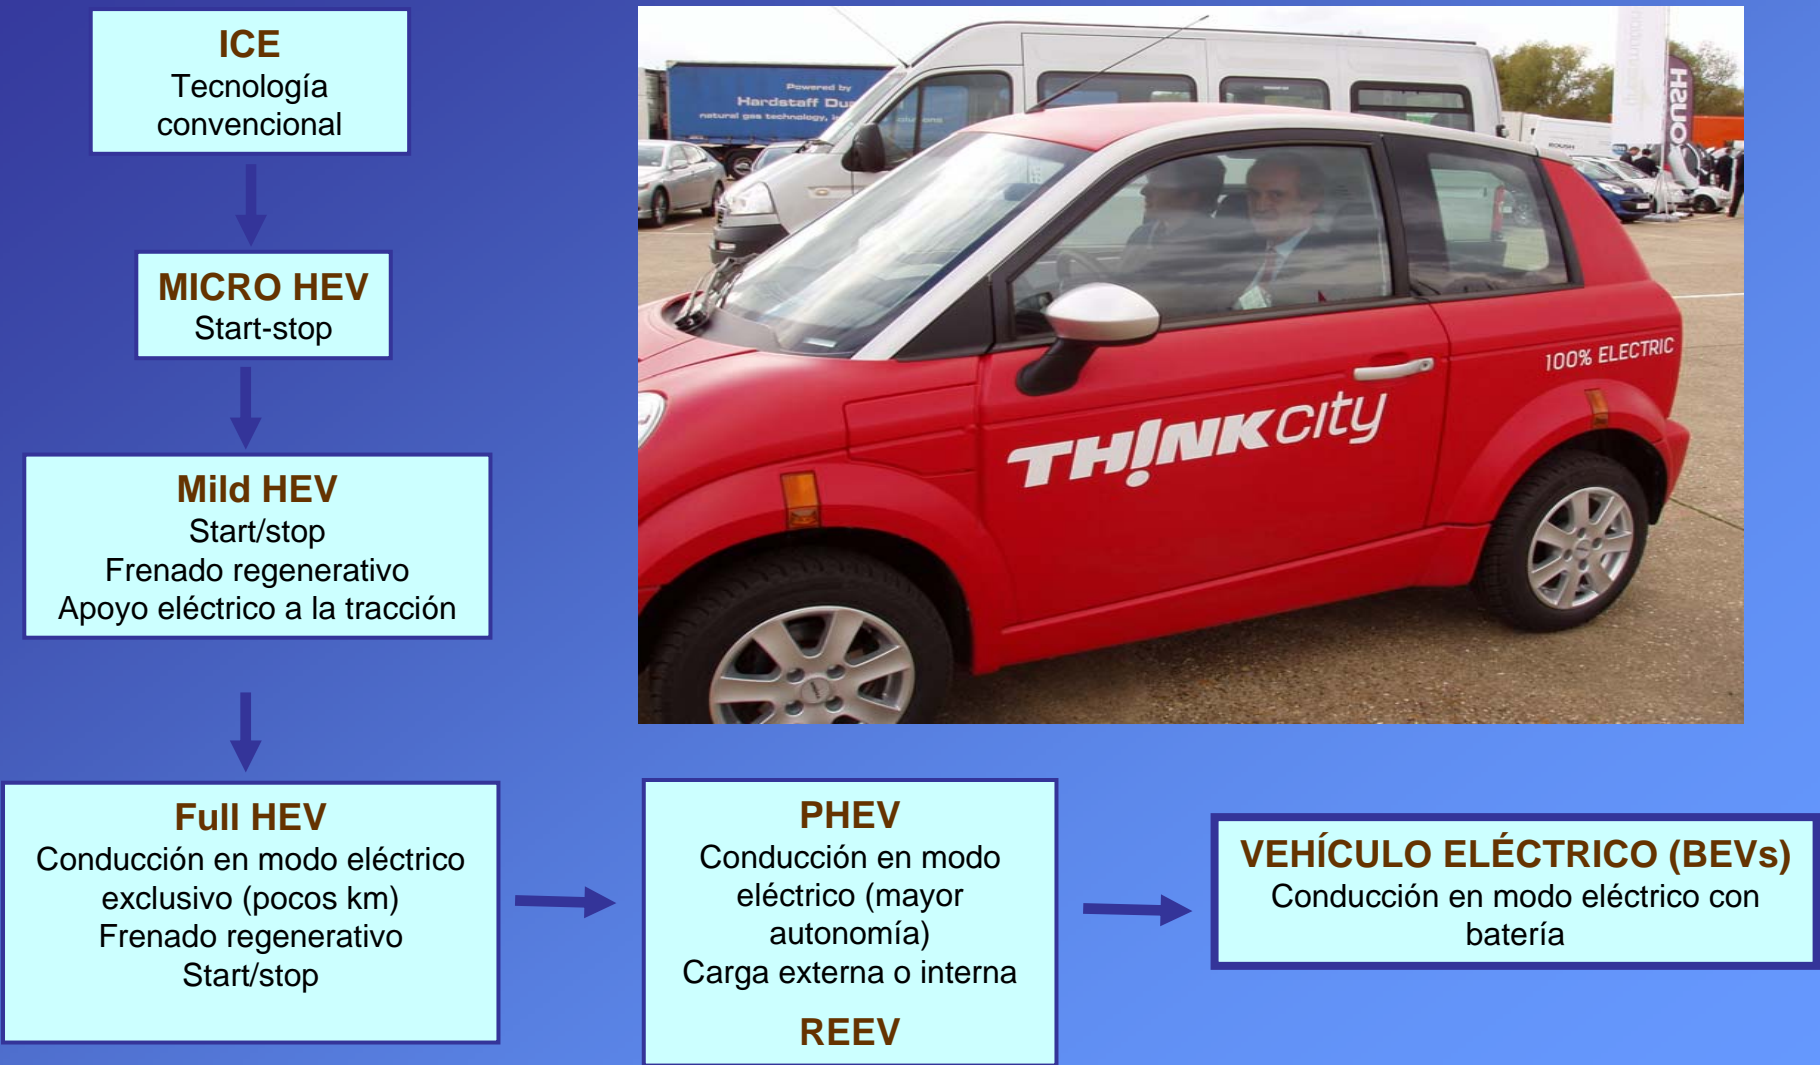 ICE
Tecnología
convencional
MICRO HEV
Start-stop
Mild HEV
Start/stop
Frenado regenerativo
Apoyo eléctrico a la tracción
Full HEV
Conducción en modo eléctrico
exclusivo (pocos km)
Frenado regenerativo
Start/stop
PHEV
Conducción en modo
eléctrico (mayor
autonomía)
Carga externa o interna
REEV
VEHÍCULO ELÉCTRICO (BEVs)
Conducción en modo eléctrico con
batería
Powered by
Hardstaff Dua
natural gas technology,
ROUSH
100% ELECTRIC
TH!NK city